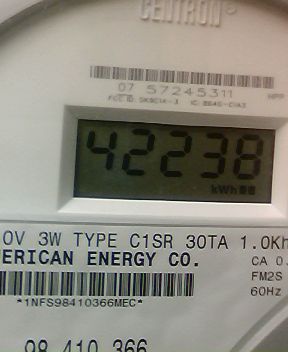 CENTRON®
07 57245311
HPP
42238
kWh
0V 3W TYPE C1SR 30TA 1.0Kh
ERICAN ENERGY CO.
CA 0.
FM2S
60Hz
*1NFS98410366MEC*
98 410 366